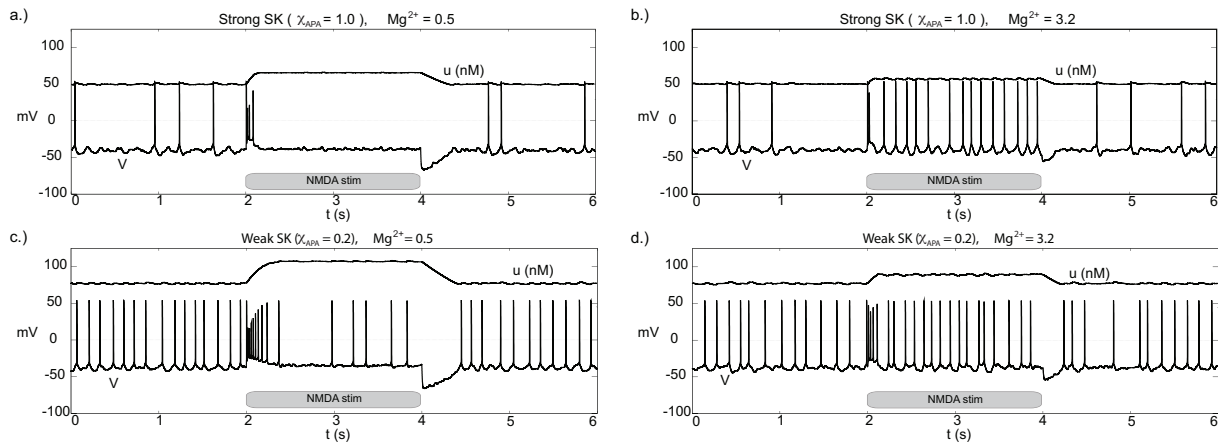 a.) Strong SK ( χAPA = 1.0 ), Mg2+ = 0.5
100
50
mV 0
-50
-100
u (nM)
V
NMDA stim
0 1 2 3 4 5 6
t (s)
b.) Strong SK ( χAPA = 1.0 ), Mg2+ = 3.2
100
50
mV 0
-50
-100
u (nM)
V
NMDA stim
0 1 2 3 4 5 6
t (s)
c.) Weak SK (χAPA = 0.2), Mg2+ = 0.5
100
50
mV 0
-50
-100
u (nM)
V
NMDA stim
0 1 2 3 4 5 6
t (s)
d.) Weak SK (χAPA = 0.2), Mg2+ = 3.2
100
50
mV 0
-50
-100
u (nM)
V
NMDA stim
0 1 2 3 4 5 6
t (s)